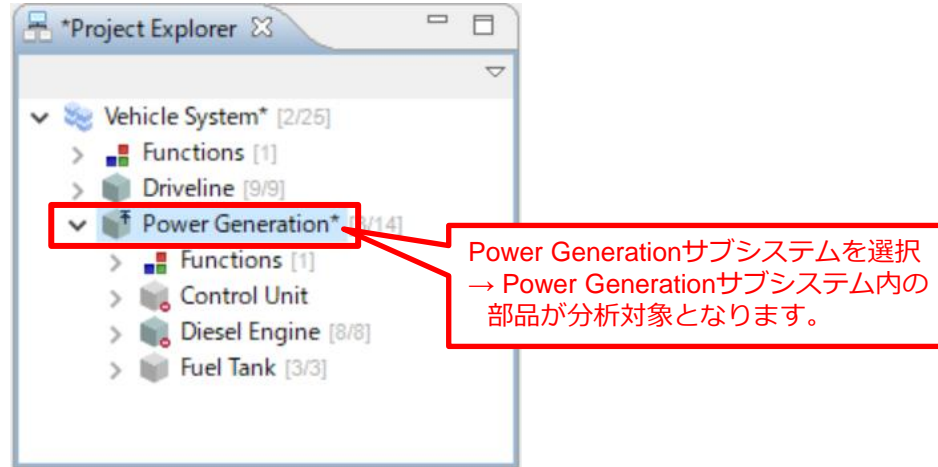 *Project Explorer
Vehicle System* [2/25]
Functions [1]
Driveline [9/9]
Power Generation* /14]
Functions [1]
Control Unit
Diesel Engine [8/8]
Fuel Tank [3/3]
Power Generationサブシステムを選択
→ Power Generationサブシステム内の
部品が分析対象となります。